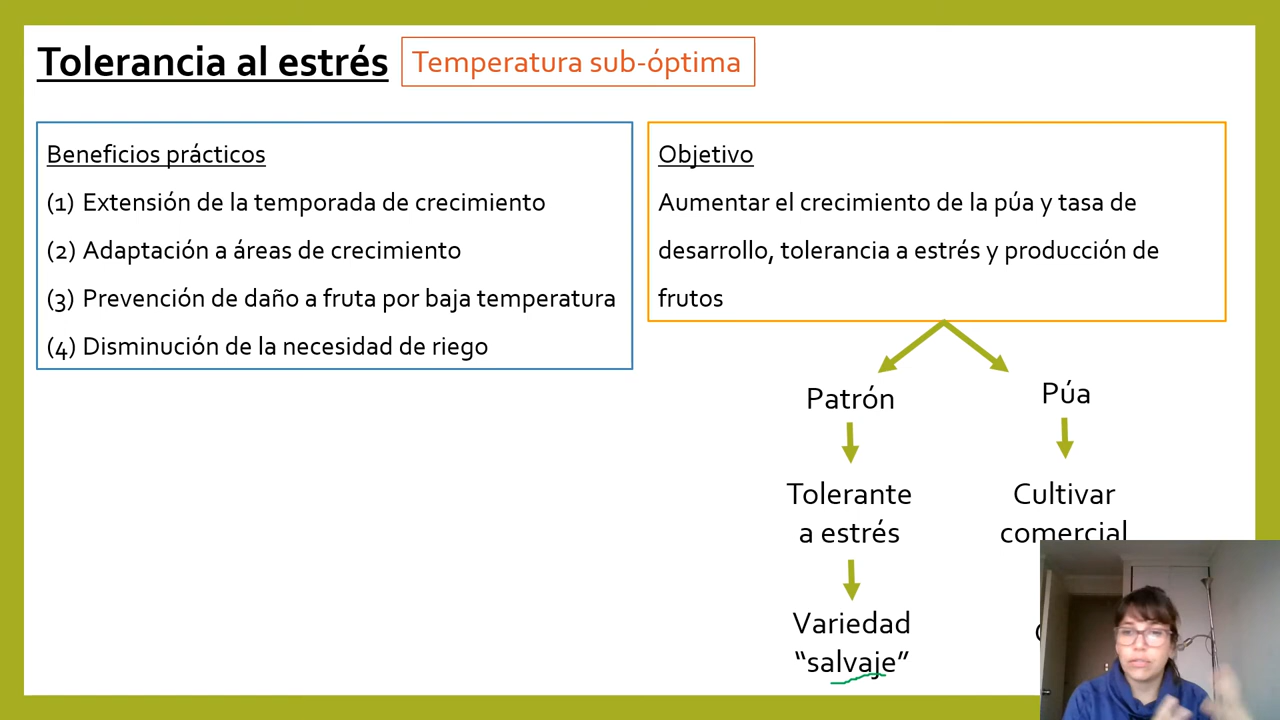 Tolerancia al estrés
Temperatura sub-óptima
Beneficios prácticos
(1) Extensión de la temporada de crecimiento
(2) Adaptación a áreas de crecimiento
(3) Prevención de daño a fruta por baja temperatura
(4) Disminución de la necesidad de riego
Objetivo
Aumentar el crecimiento de la púa y tasa de
desarrollo, tolerancia a estrés y producción de
frutos
Patrón
Púa
Tolerante
a estrés
Cultivar
comercial
Variedad
“salvaje”